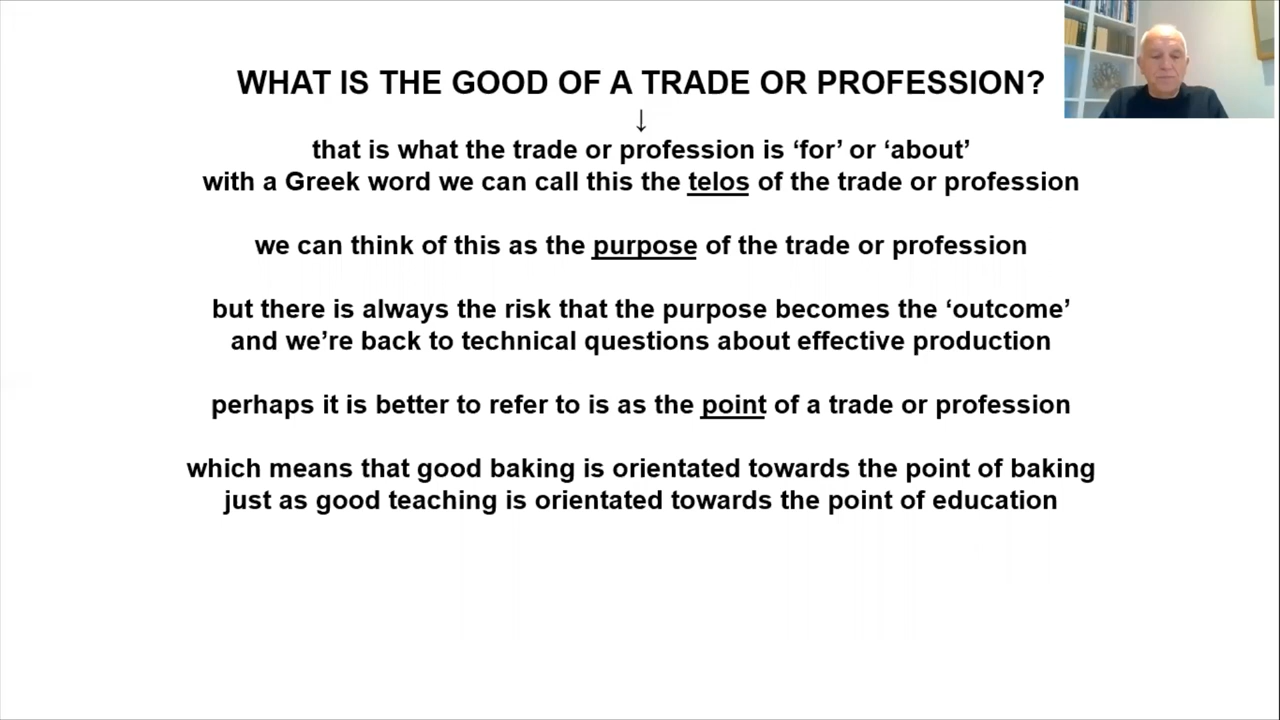 WHAT IS THE GOOD OF A TRADE OR PROFESSION?
↓
that is what the trade or profession is ‘for’ or ‘about’
with a Greek word we can call this the telos of the trade or profession
we can think of this as the purpose of the trade or profession
but there is always the risk that the purpose becomes the ‘outcome’
and we’re back to technical questions about effective production
perhaps it is better to refer to is as the point of a trade or profession
which means that good baking is orientated towards the point of baking
just as good teaching is orientated towards the point of education